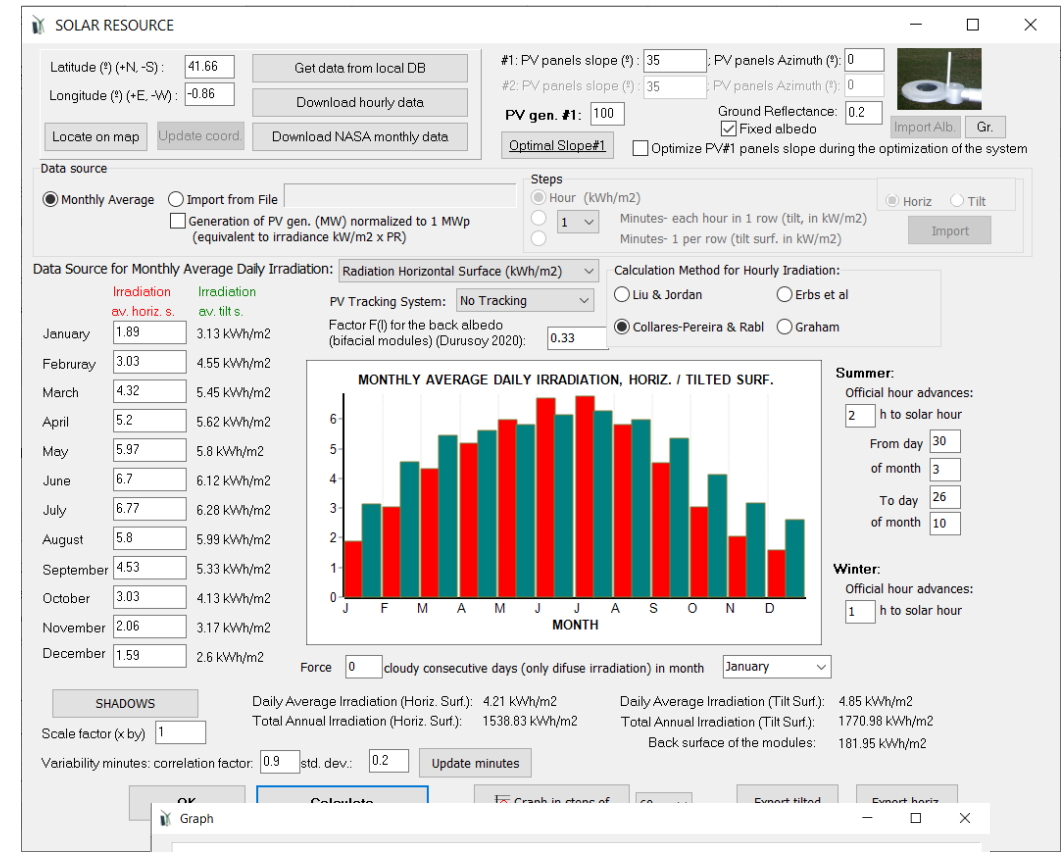 SOLAR RESOURCE
Latitude (º) (+N, -S) : 41.66 Get data from local DB
Longitude (º) (+E, -W) : -0.86 Download hourly data
Locate on map Update coord. Download NASA monthly data
#1: PV panels slope (º) : 35 ; PV panels Azimuth (º): 0
#2: PV panels slope (º) : 35 ; PV panels Azimuth (º): 0
PV gen. #1: 100 Ground Reflectance: 0.2
Fixed albedo Import Alb. Gr.
Optimal Slope#1 Optimize PV#1 panels slope during the optimization of the system
Data source
Monthly Average Import from File
Generation of PV gen. (MW) normalized to 1 MWp
(equivalent to irradiance kW/m2 x PR)
Steps
Hour (kWh/m2)
1 Minutes- each hour in 1 row (tilt, in kW/m2)
Minutes- 1 per row (tilt surf. in kW/m2)
Horiz Tilt
Import
Data Source for Monthly Average Daily Irradiation: Radiation Horizontal Surface (kWh/m2)
Calculation Method for Hourly Iradiation:
Liu & Jordan Erbs et al
Collares-Pereira & Rabl Graham
PV Tracking System: No Tracking
Factor F(l) for the back albedo
(bifacial modules) (Durusoy 2020): 0.33
Irradiation Irradiation
av. horiz. s. av. tilt s.
January 1.89 3.13 kWh/m2
Februray 3.03 4.55 kWh/m2
March 4.32 5.45 kWh/m2
April 5.2 5.62 kWh/m2
May 5.97 5.8 kWh/m2
June 6.7 6.12 kWh/m2
July 6.77 6.28 kWh/m2
August 5.8 5.99 kWh/m2
September 4.53 5.33 kWh/m2
October 3.03 4.13 kWh/m2
November 2.06 3.17 kWh/m2
December 1.59 2.6 kWh/m2
MONTHLY AVERAGE DAILY IRRADIATION, HORIZ. / TILTED SURF.
6
5
4
3
2
1
0
J F M A M J J A S O N D
MONTH
Summer:
Official hour advances:
2 h to solar hour
From day 30
of month 3
To day 26
of month 10
Winter:
Official hour advances:
1 h to solar hour
Force 0 cloudy consecutive days (only difuse irradiation) in month January
SHADOWS
Scale factor (x by) 1
Daily Average Irradiation (Horiz. Surf.): 4.21 kWh/m2 Daily Average Irradiation (Tilt Surf.): 4.85 kWh/m2
Total Annual Irradiation (Horiz. Surf.): 1538.83 kWh/m2 Total Annual Irradiation (Tilt Surf.): 1770.98 kWh/m2
Back surface of the modules: 181.95 kWh/m2
Variability minutes: correlation factor: 0.9 std. dev.: 0.2 Update minutes
OK Calculate Graph in steps of 60 Export tilted Export horiz
Graph